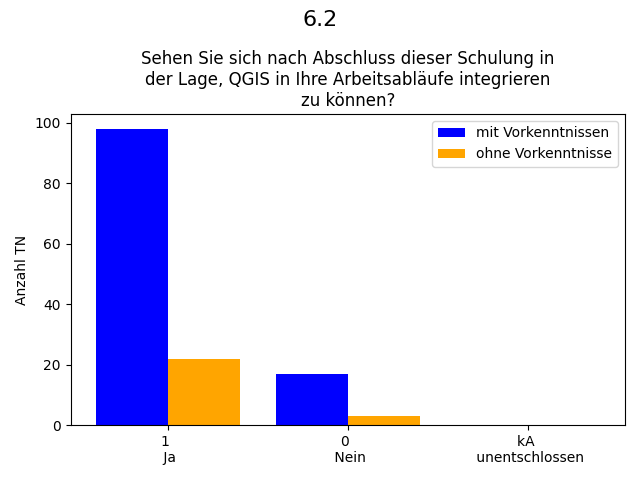 6.2
Sehen Sie sich nach Abschluss dieser Schulung in
der Lage, QGIS in Ihre Arbeitsabläufe integrieren
zu können?
mit Vorkenntnissen
ohne Vorkenntnisse
Anzahl TN
100
80
60
40
20
0
1
Ja
0
Nein
kA
unentschlossen